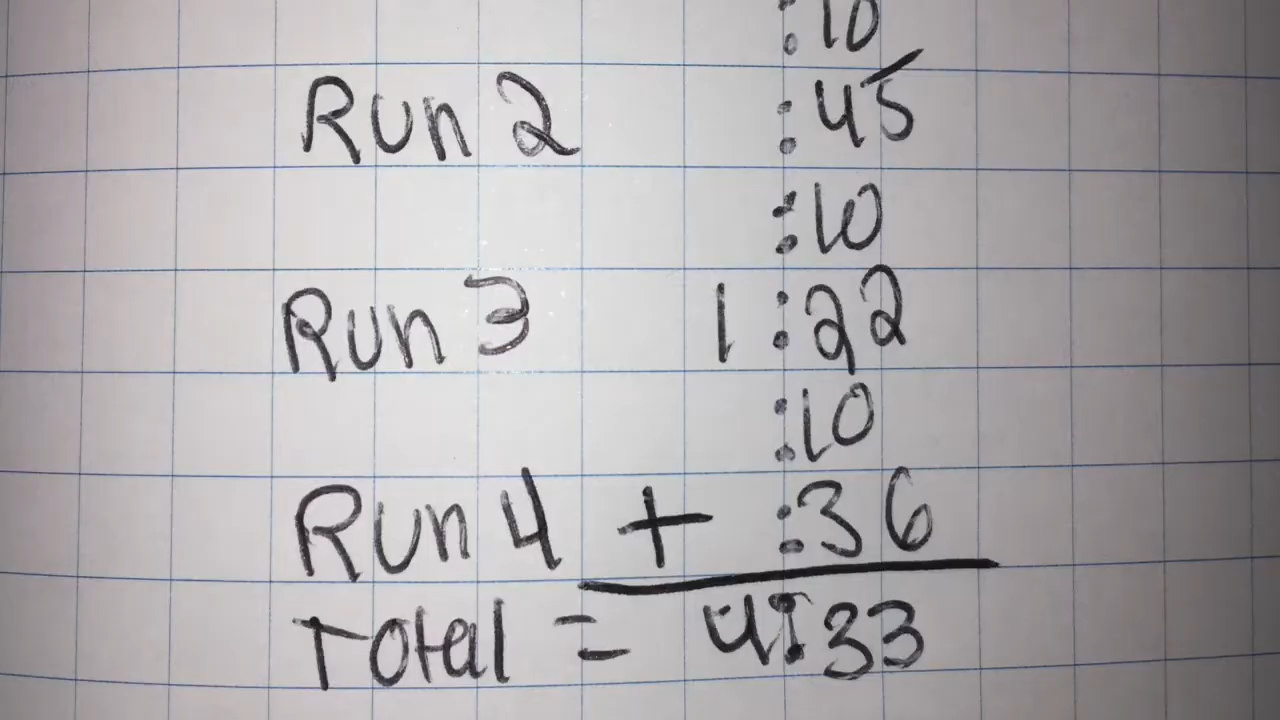 :10
Run 2 :45
:10
Run 3 1:22
:10
Run 4 + :36
Total = 4:33